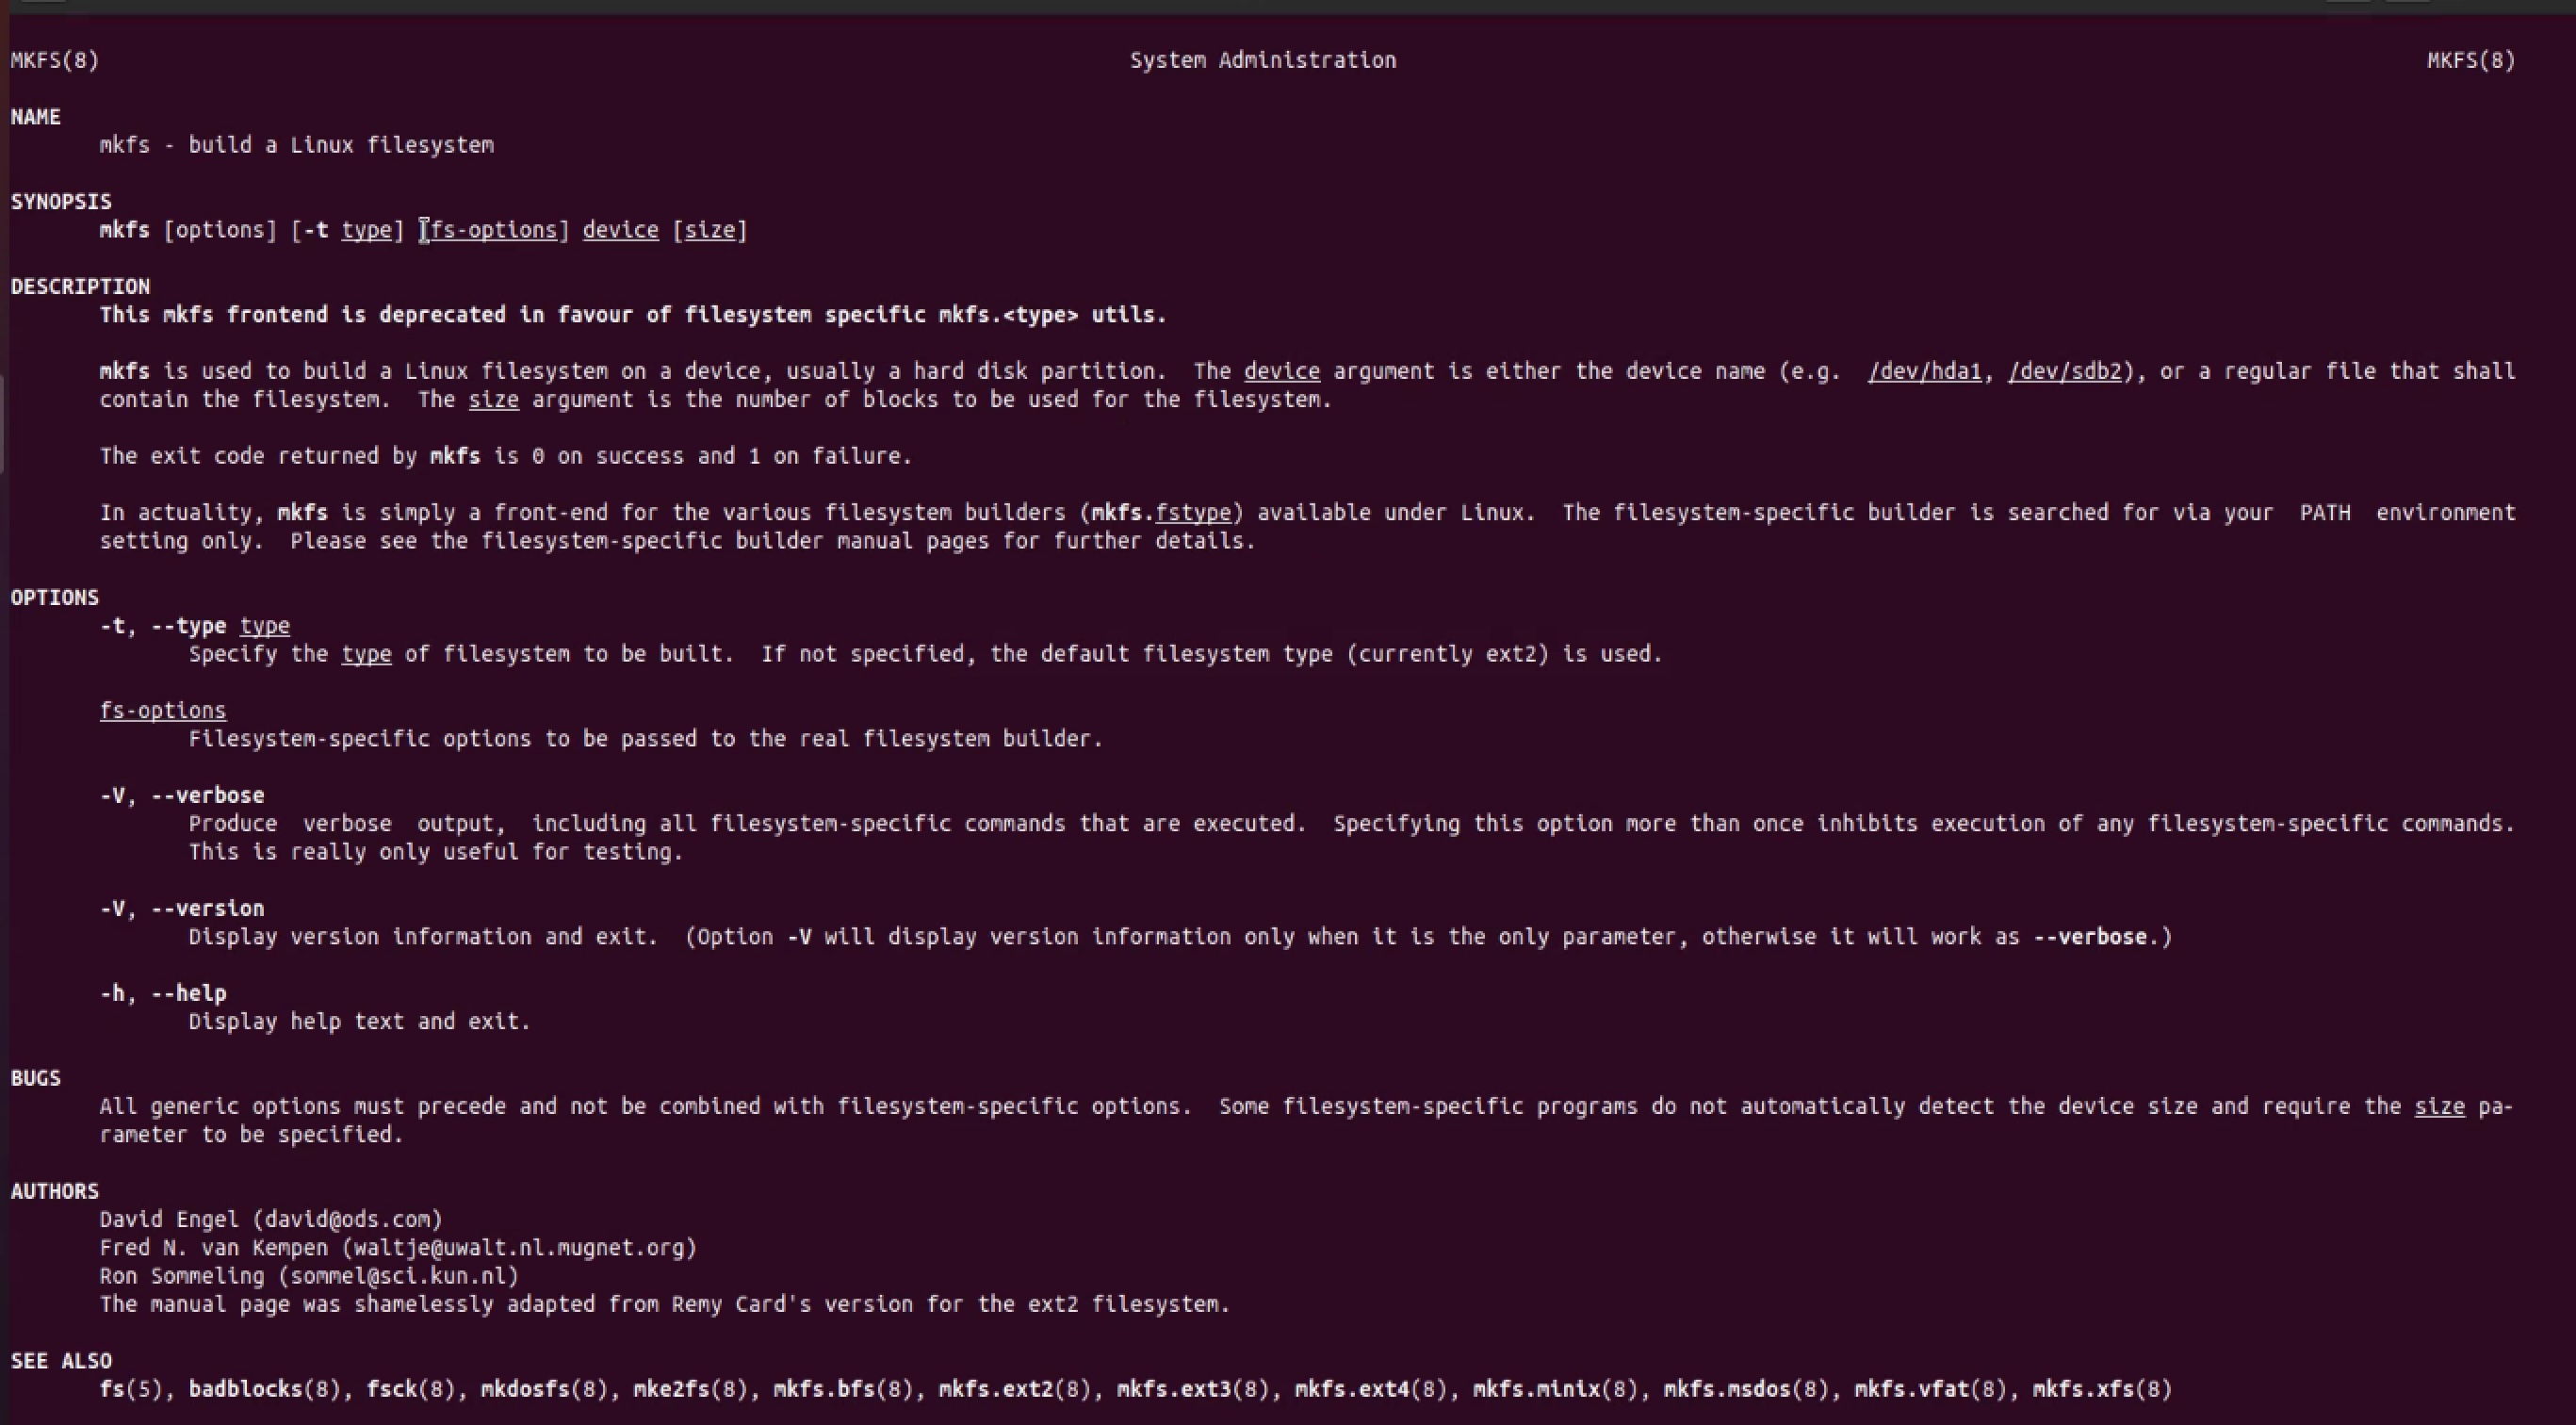 MKFS(8) System Administration MKFS(8)
NAME
mkfs - build a Linux filesystem
SYNOPSIS
mkfs [options] [-t type] [fs-options] device [size]
DESCRIPTION
This mkfs frontend is deprecated in favour of filesystem specific mkfs.<type> utils.
mkfs is used to build a Linux filesystem on a device, usually a hard disk partition. The device argument is either the device name (e.g. /dev/hda1, /dev/sdb2), or a regular file that shall
contain the filesystem. The size argument is the number of blocks to be used for the filesystem.
The exit code returned by mkfs is 0 on success and 1 on failure.
In actuality, mkfs is simply a front-end for the various filesystem builders (mkfs.fstype) available under Linux. The filesystem-specific builder is searched for via your PATH environment
setting only. Please see the filesystem-specific builder manual pages for further details.
OPTIONS
-t, --type type
Specify the type of filesystem to be built. If not specified, the default filesystem type (currently ext2) is used.
fs-options
Filesystem-specific options to be passed to the real filesystem builder.
-V, --verbose
Produce verbose output, including all filesystem-specific commands that are executed. Specifying this option more than once inhibits execution of any filesystem-specific commands.
This is really only useful for testing.
-V, --version
Display version information and exit. (Option -V will display version information only when it is the only parameter, otherwise it will work as --verbose.)
-h, --help
Display help text and exit.
BUGS
All generic options must precede and not be combined with filesystem-specific options. Some filesystem-specific programs do not automatically detect the device size and require the size pa-
rameter to be specified.
AUTHORS
David Engel (david@ods.com)
Fred N. van Kempen (waltje@uwalt.nl.mugnet.org)
Ron Sommeling (sommel@sci.kun.nl)
The manual page was shamelessly adapted from Remy Card's version for the ext2 filesystem.
SEE ALSO
fs(5), badblocks(8), fsck(8), mkdosfs(8), mke2fs(8), mkfs.bfs(8), mkfs.ext2(8), mkfs.ext3(8), mkfs.ext4(8), mkfs.minix(8), mkfs.msdos(8), mkfs.vfat(8), mkfs.xfs(8)